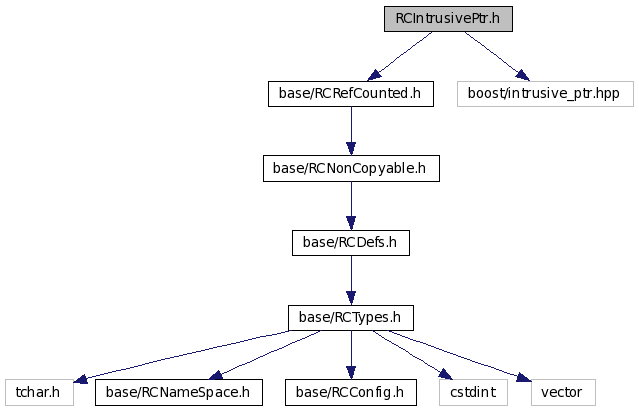 RCIntrusivePtr.h
base/RCRefCounted.h
boost/intrusive_ptr.hpp
base/RCNonCopyable.h
base/RCDefs.h
base/RCTypes.h
tchar.h
base/RCNameSpace.h
base/RCConfig.h
cstdint
vector